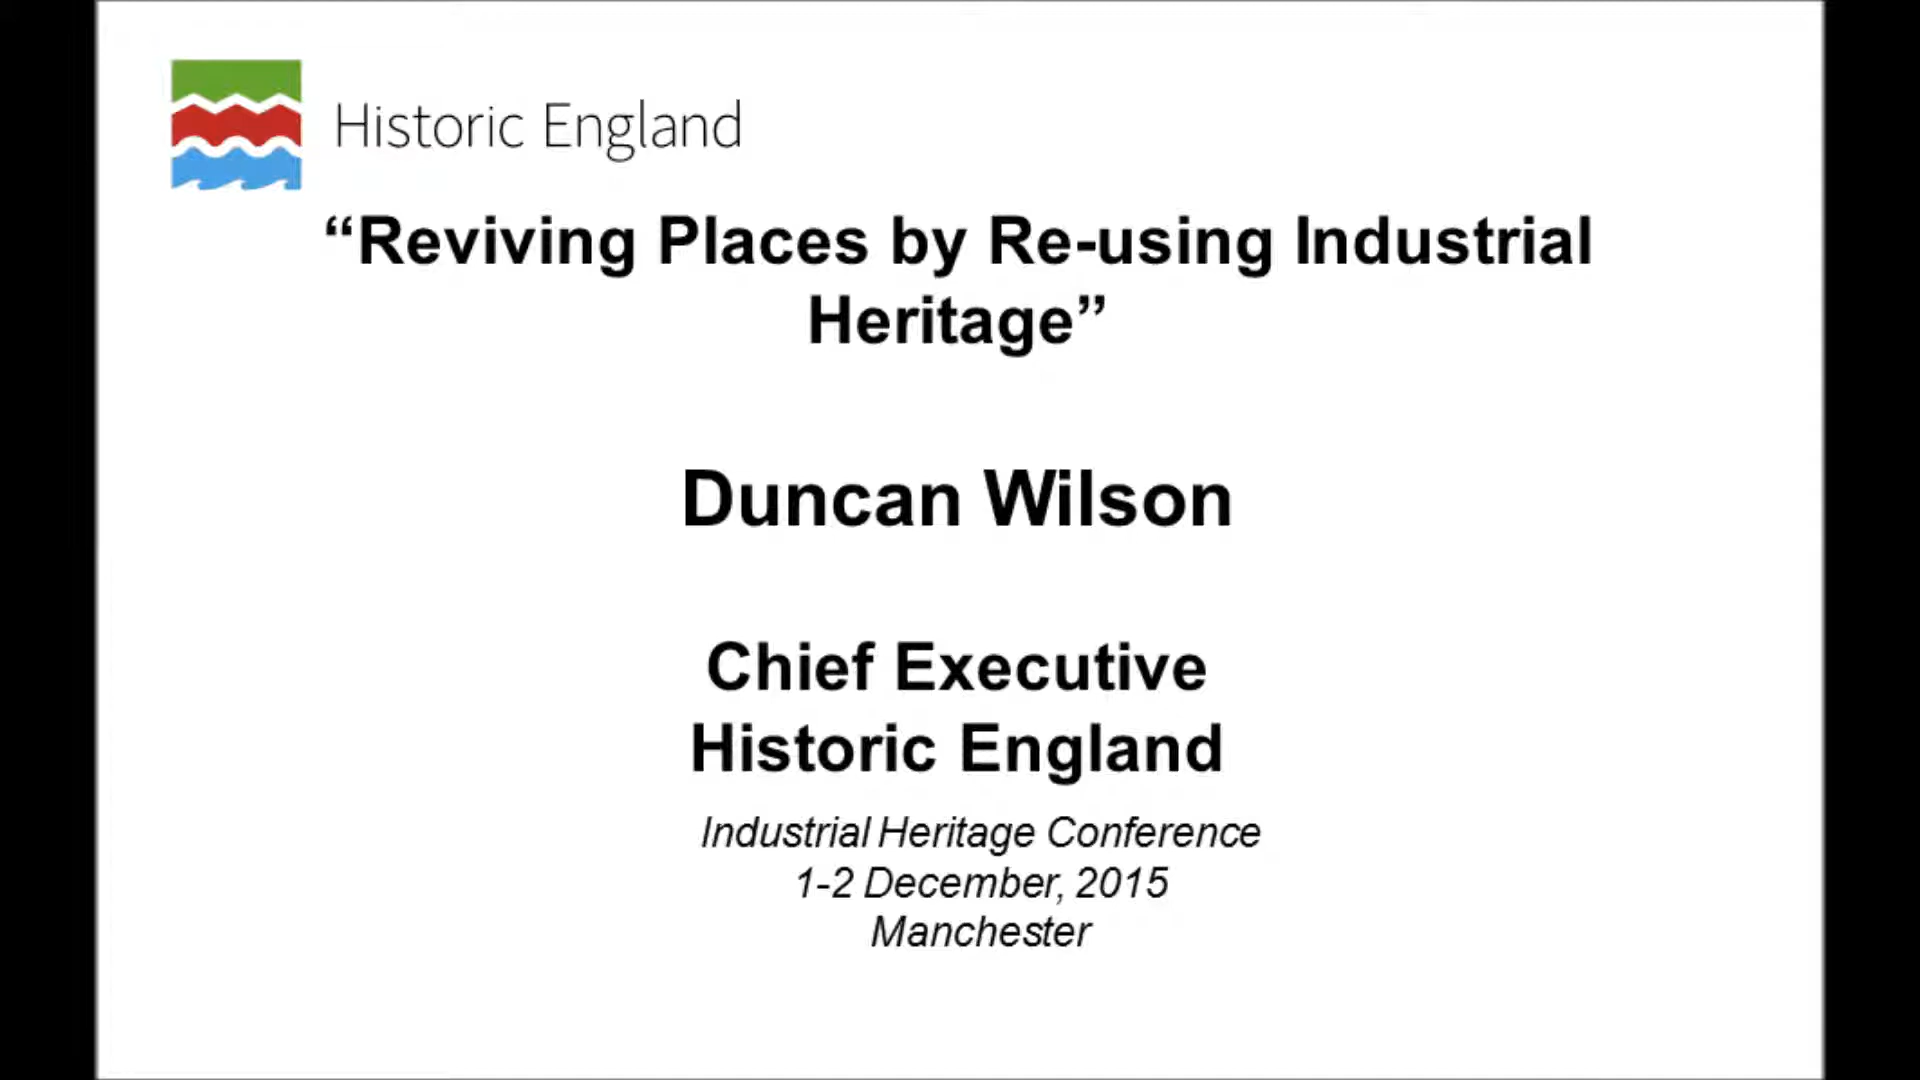 Historic England
“Reviving Places by Re-using Industrial
Heritage”
Duncan Wilson
Chief Executive
Historic England
Industrial Heritage Conference
1-2 December, 2015
Manchester